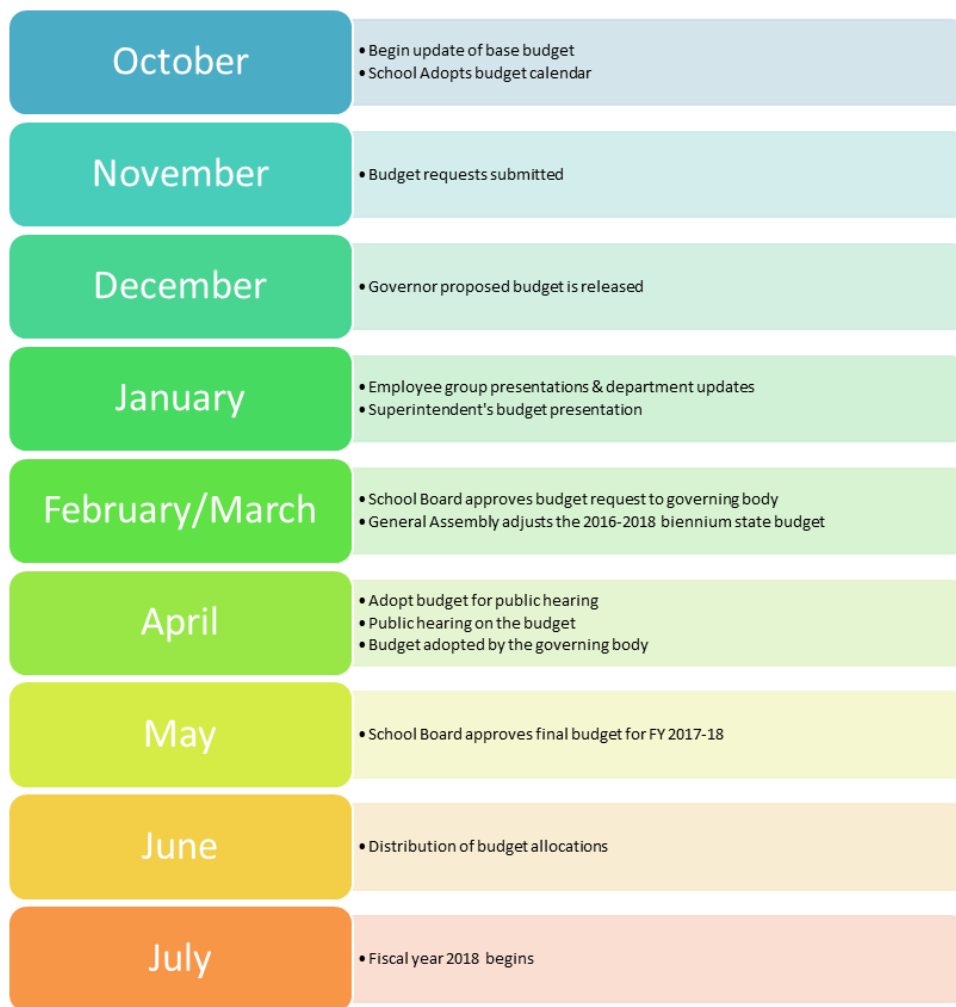 October
• Begin update of base budget
• School Adopts budget calendar
November
• Budget requests submitted
December
• Governor proposed budget is released
January
• Employee group presentations & department updates
• Superintendent's budget presentation
February/March
• School Board approves budget request to governing body
• General Assembly adjusts the 2016-2018 biennium state budget
April
• Adopt budget for public hearing
• Public hearing on the budget
• Budget adopted by the governing body
May
• School Board approves final budget for FY 2017-18
June
• Distribution of budget allocations
July
• Fiscal year 2018 begins